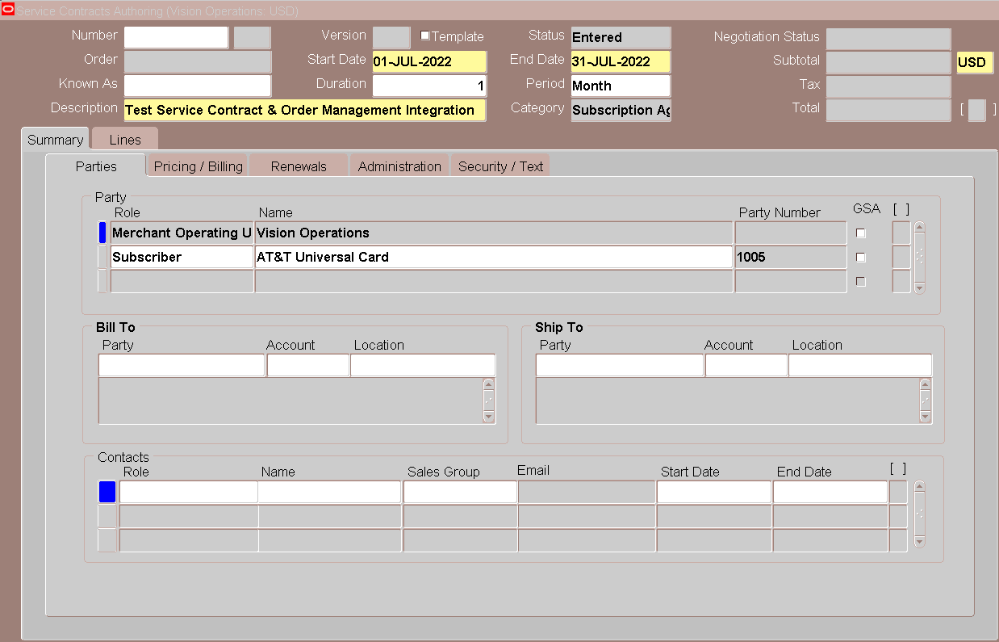 Service Contracts Authoring (Vision Operations: USD)
Number Version Template Status Entered Negotiation Status
Order Start Date 01-JUL-2022 End Date 31-JUL-2022 Subtotal USD
Known As Duration 1 Period Month Tax
Description Test Service Contract & Order Management Integration Category Subscription Ag Total [ ]
Summary Lines
Parties Pricing / Billing Renewals Administration Security / Text
Party
Role Name Party Number GSA [ ]
Merchant Operating U Vision Operations
Subscriber AT&T Universal Card 1005
Bill To Ship To
Party Account Location Party Account Location
Contacts
Role Name Sales Group Email Start Date End Date [ ]